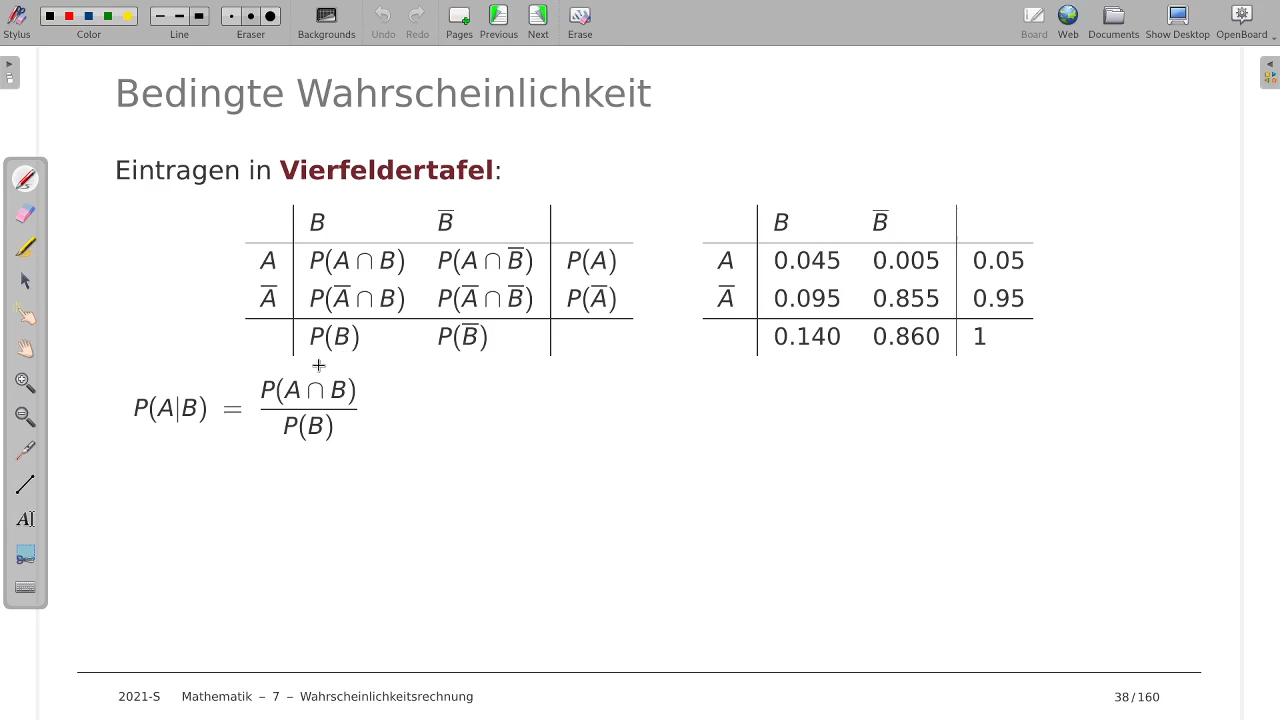 Stylus Color Line Eraser Backgrounds Undo Redo Pages Previous Next Erase Board Web Documents Show Desktop OpenBoard
Bedingte Wahrscheinlichkeit
Eintragen in Vierfeldertafel:
B B̅ B B̅
A P(A ∩ B) P(A ∩ B̅) P(A) A 0.045 0.005 0.05
A̅ P(A̅ ∩ B) P(A̅ ∩ B̅) P(A̅) A̅ 0.095 0.855 0.95
P(B) P(B̅) 0.140 0.860 1
P(A|B) = P(A ∩ B) / P(B)
2021-S Mathematik – 7 – Wahrscheinlichkeitsrechnung 38/160